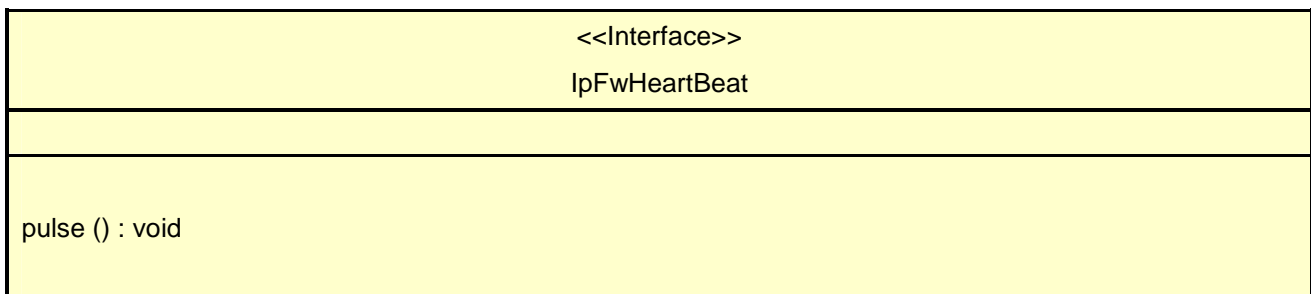 <<Interface>>
IpFwHeartBeat
pulse () : void